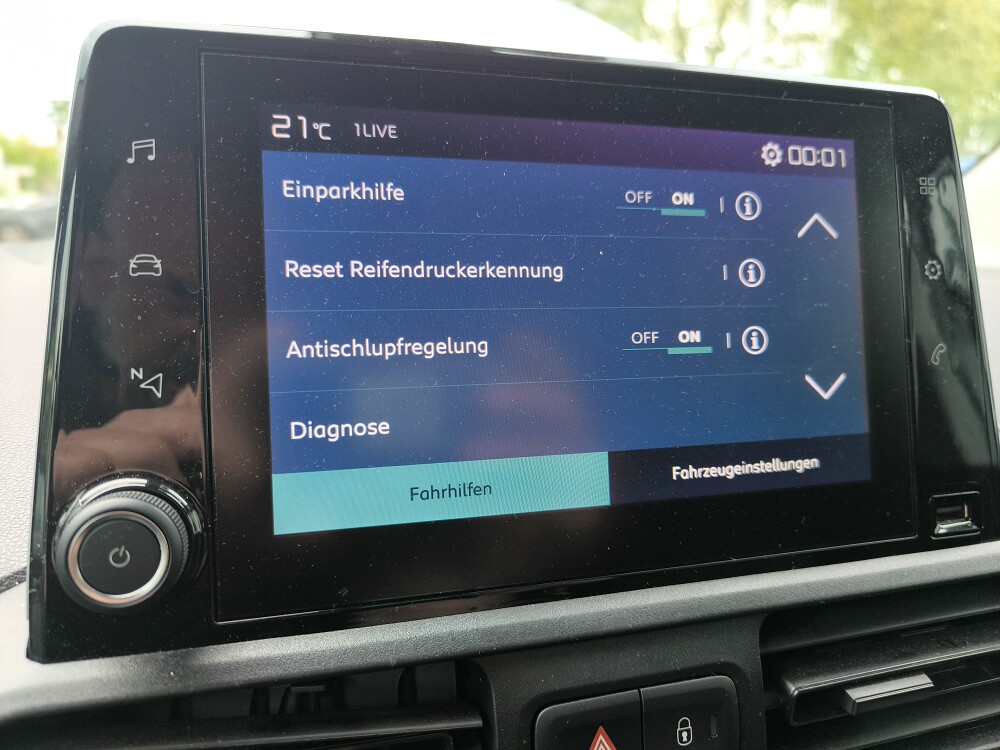 21°C 1LIVE 00:01
Einparkhilfe OFF ON
Reset Reifendruckerkennung
Antischlupfregelung OFF ON
Diagnose
Fahrhilfen Fahrzeugeinstellungen
N